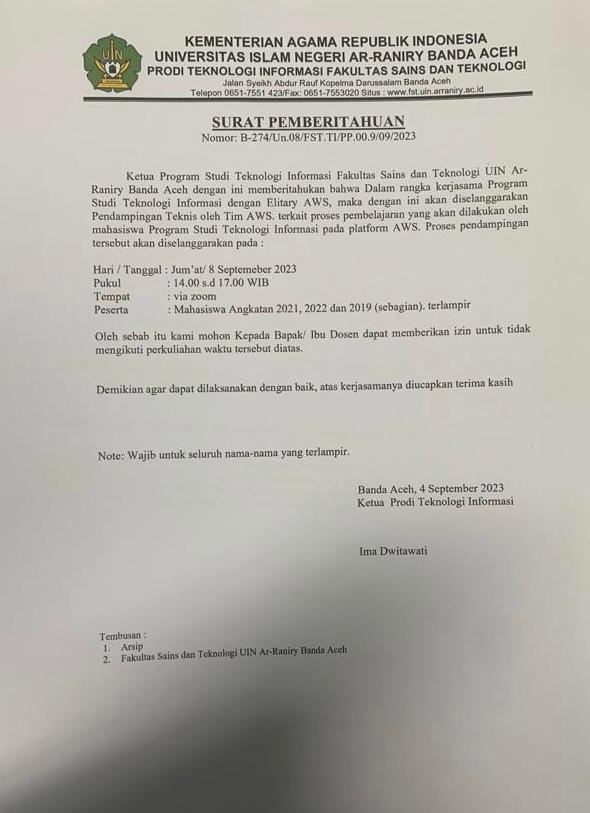 UIN
KEMENTERIAN AGAMA REPUBLIK INDONESIA
UNIVERSITAS ISLAM NEGERI AR-RANIRY BANDA ACEH
PRODI TEKNOLOGI INFORMASI FAKULTAS SAINS DAN TEKNOLOGI
Jalan Syeikh Abdur Rauf Kopelma Darussalam Banda Aceh
Telepon 0651-7551 423/Fax: 0651-7553020 Situs : www.fst.uin.arraniry.ac.id
SURAT PEMBERITAHUAN
Nomor: B-274/Un.08/FST.TI/PP.00.9/09/2023
Ketua Program Studi Teknologi Informasi Fakultas Sains dan Teknologi UIN Ar-
Raniry Banda Aceh dengan ini memberitahukan bahwa Dalam rangka kerjasama Program
Studi Teknologi Informasi dengan Elitary AWS, maka dengan ini akan diselanggarakan
Pendampingan Teknis oleh Tim AWS. terkait proses pembelajaran yang akan dilakukan oleh
mahasiswa Program Studi Teknologi Informasi pada platform AWS. Proses pendampingan
tersebut akan diselanggarakan pada :
Hari / Tanggal : Jum'at/ 8 Septemeber 2023
Pukul : 14.00 s.d 17.00 WIB
Tempat : via zoom
Peserta : Mahasiswa Angkatan 2021, 2022 dan 2019 (sebagian). terlampir
Oleh sebab itu kami mohon Kepada Bapak/ Ibu Dosen dapat memberikan izin untuk tidak
mengikuti perkuliahan waktu tersebut diatas.
Demikian agar dapat dilaksanakan dengan baik, atas kerjasamanya diucapkan terima kasih
Note: Wajib untuk seluruh nama-nama yang terlampir.
Banda Aceh, 4 September 2023
Ketua Prodi Teknologi Informasi
Ima Dwitawati
Tembusan :
1. Arsip
2. Fakultas Sains dan Teknologi UIN Ar-Raniry Banda Aceh